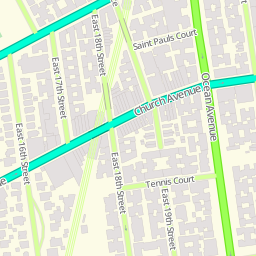 East 18th Street
Saint Pauls Court
East 17th Street
Ocean Avenue
Church Avenue
East 16th Street
East 18th Street
Tennis Court
East 19th Street